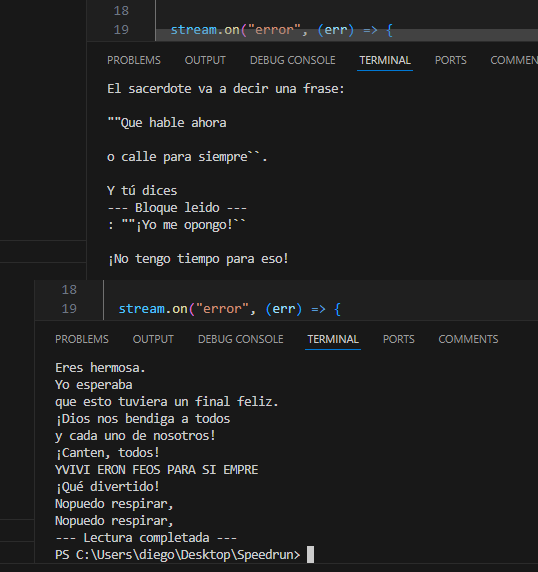 18
19 stream.on("error", (err) => {
PROBLEMS OUTPUT DEBUG CONSOLE TERMINAL PORTS COMMEN
El sacerdote va a decir una frase:
""Que hable ahora
o calle para siempre``.
Y tú dices
--- Bloque leido ---
: ""¡Yo me opongo!``
¡No tengo tiempo para eso!
18
19 stream.on("error", (err) => {
PROBLEMS OUTPUT DEBUG CONSOLE TERMINAL PORTS COMMENTS
Eres hermosa.
Yo esperaba
que esto tuviera un final feliz.
¡Dios nos bendiga a todos
y cada uno de nosotros!
¡Canten, todos!
YVIVI ERON FEOS PARA SI EMPRE
¡Qué divertido!
Nopuedo respirar,
Nopuedo respirar,
--- Lectura completada ---
PS C:\Users\diego\Desktop\Speedrun>